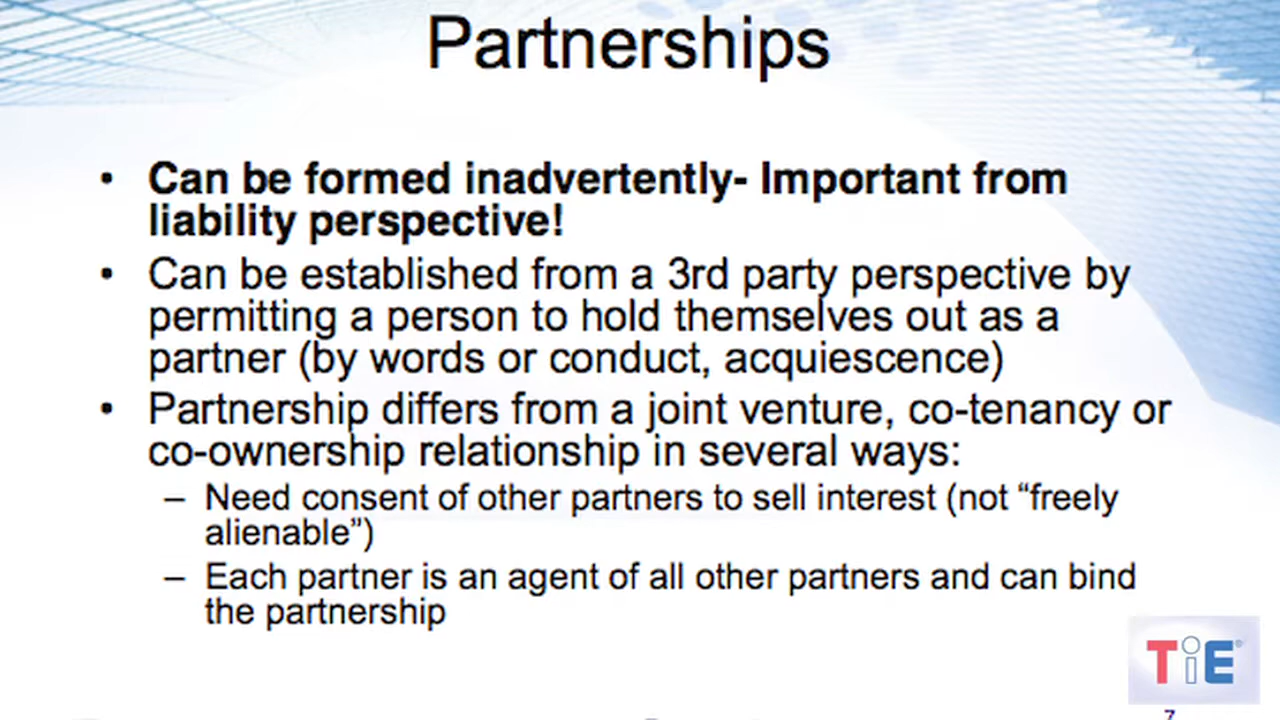 Partnerships
• Can be formed inadvertently- Important from
liability perspective!
• Can be established from a 3rd party perspective by
permitting a person to hold themselves out as a
partner (by words or conduct, acquiescence)
• Partnership differs from a joint venture, co-tenancy or
co-ownership relationship in several ways:
– Need consent of other partners to sell interest (not “freely
alienable”)
– Each partner is an agent of all other partners and can bind
the partnership
TiE®
7